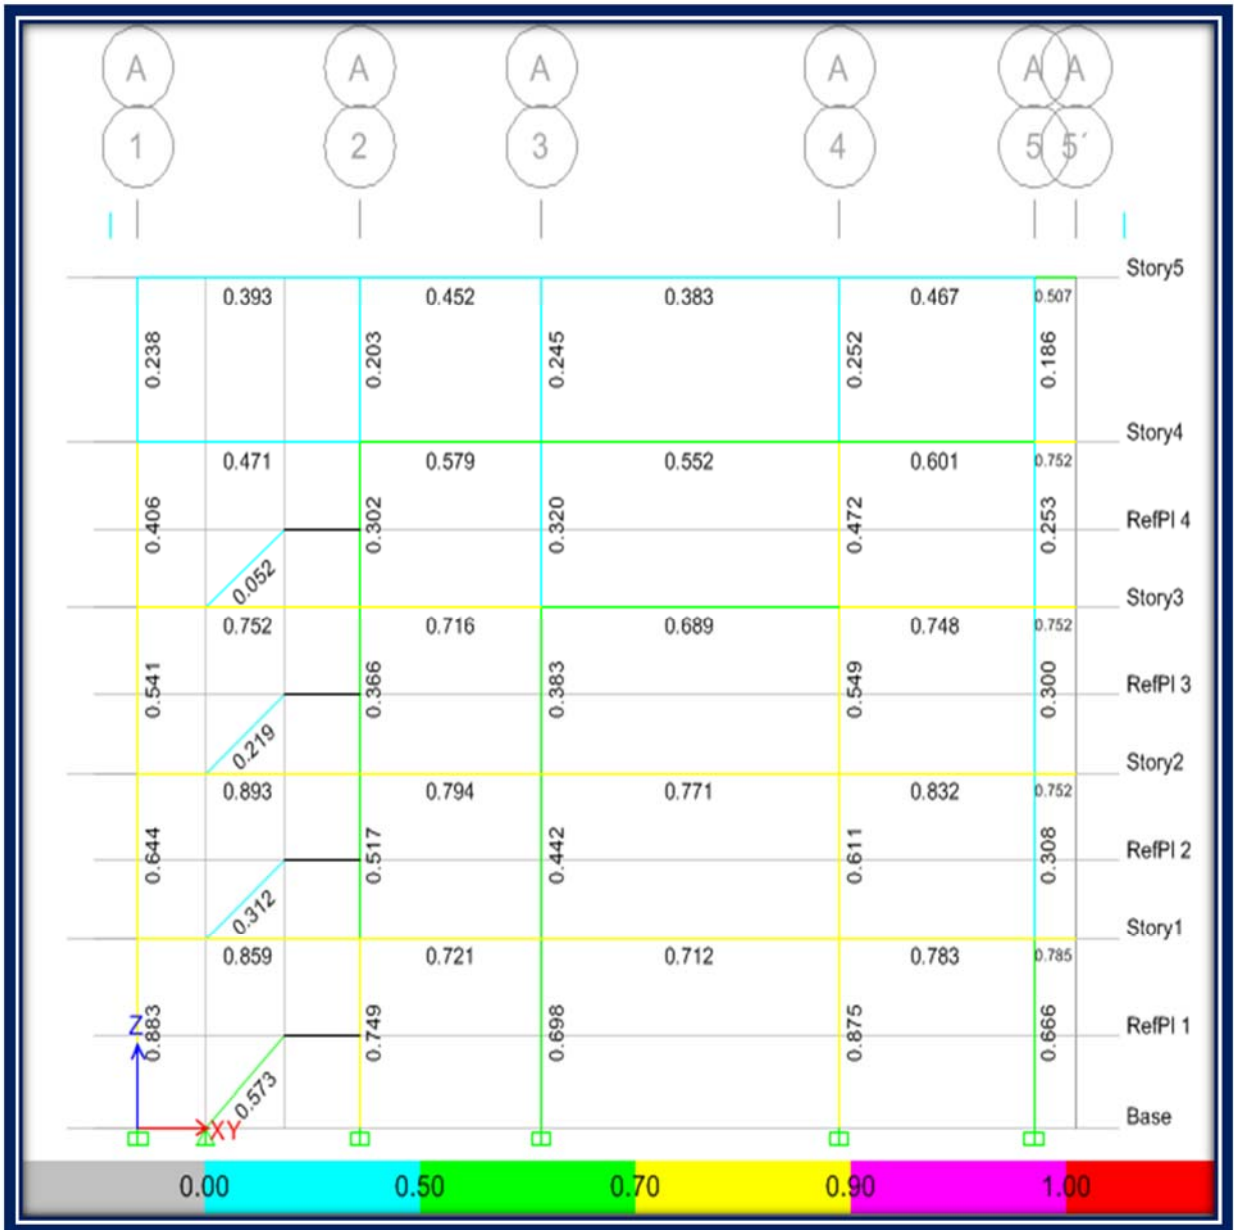 A A A A A A
1 2 3 4 5 5´
Story5
0.393 0.452 0.383 0.467 0.507
0.238 0.203 0.245 0.252 0.186
Story4
0.471 0.579 0.552 0.601 0.752
0.406 0.302 0.320 0.472 0.253
RefPl 4
0.052
Story3
0.752 0.716 0.689 0.748 0.752
0.541 0.366 0.383 0.549 0.300
RefPl 3
0.219
Story2
0.893 0.794 0.771 0.832 0.752
0.644 0.517 0.442 0.611 0.308
RefPl 2
0.312
Story1
0.859 0.721 0.712 0.783 0.785
0.883 0.749 0.698 0.875 0.666
Z
RefPl 1
0.573
Base
XY
0.00 0.50 0.70 0.90 1.00